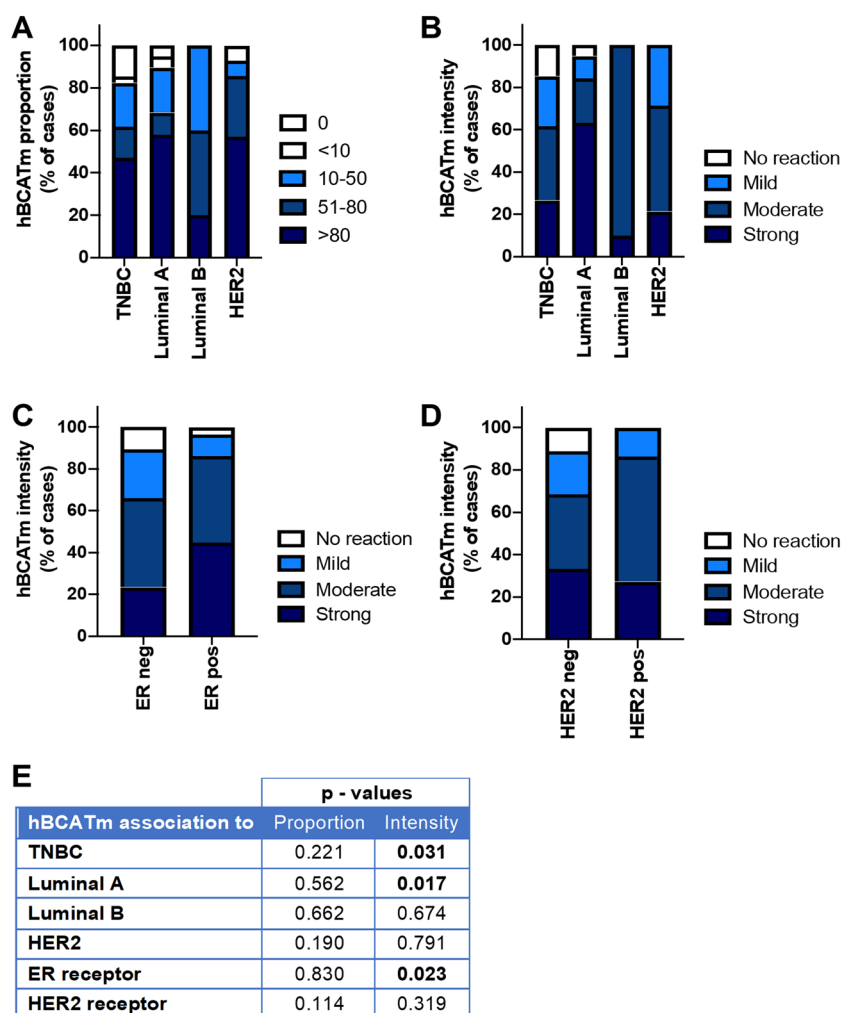 A
hBCATm proportion
(% of cases)
100
80
60
40
20
0
TNBC
Luminal A
Luminal B
HER2
0
<10
10-50
51-80
>80
B
hBCATm intensity
(% of cases)
100
80
60
40
20
0
TNBC
Luminal A
Luminal B
HER2
No reaction
Mild
Moderate
Strong
C
hBCATm intensity
(% of cases)
100
80
60
40
20
0
ER neg
ER pos
No reaction
Mild
Moderate
Strong
D
hBCATm intensity
(% of cases)
100
80
60
40
20
0
HER2 neg
HER2 pos
No reaction
Mild
Moderate
Strong
E
p - values
hBCATm association to Proportion Intensity
TNBC 0.221 0.031
Luminal A 0.562 0.017
Luminal B 0.662 0.674
HER2 0.190 0.791
ER receptor 0.830 0.023
HER2 receptor 0.114 0.319